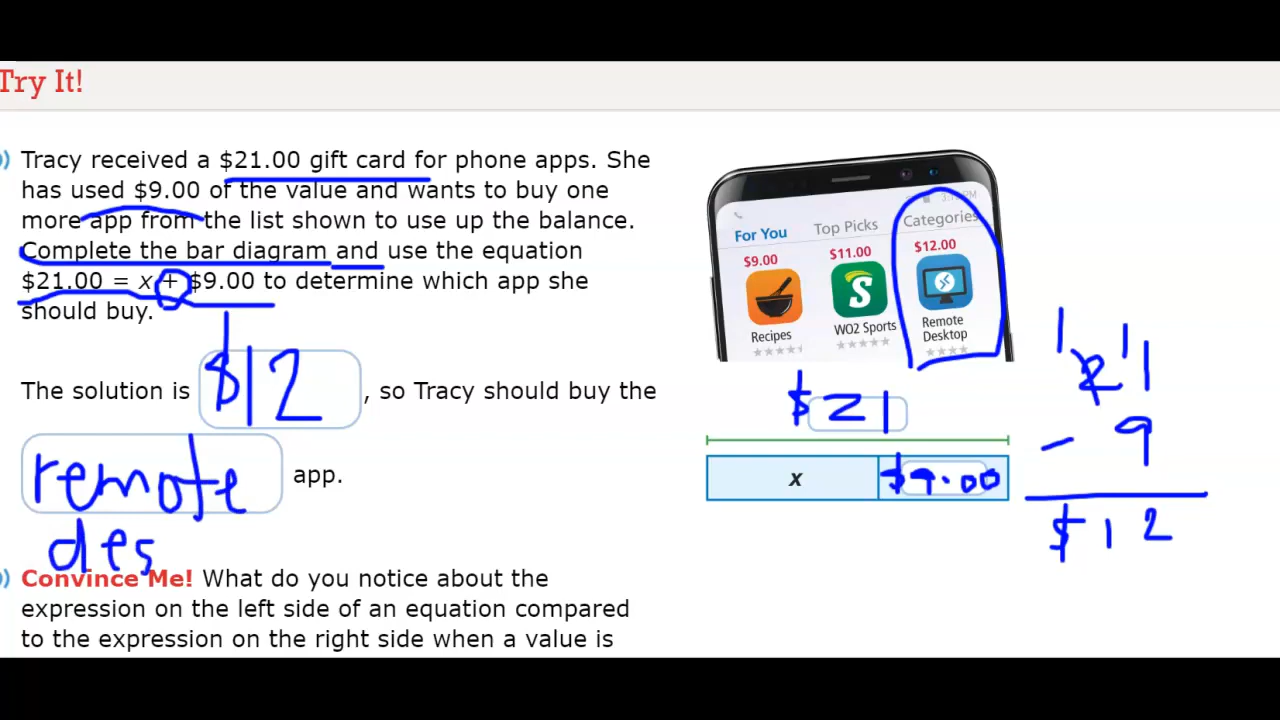 Try It!
Tracy received a $21.00 gift card for phone apps. She
has used $9.00 of the value and wants to buy one
more app from the list shown to use up the balance.
Complete the bar diagram and use the equation
$21.00 = x + $9.00 to determine which app she
should buy.
The solution is $12, so Tracy should buy the
remote app.
des
Convince Me! What do you notice about the
expression on the left side of an equation compared
to the expression on the right side when a value is
For You Top Picks Categories
$9.00 $11.00 $12.00
S
Recipes WO2 Sports Remote
Desktop
$21
x $9.00
1 1
21
- 9
$12